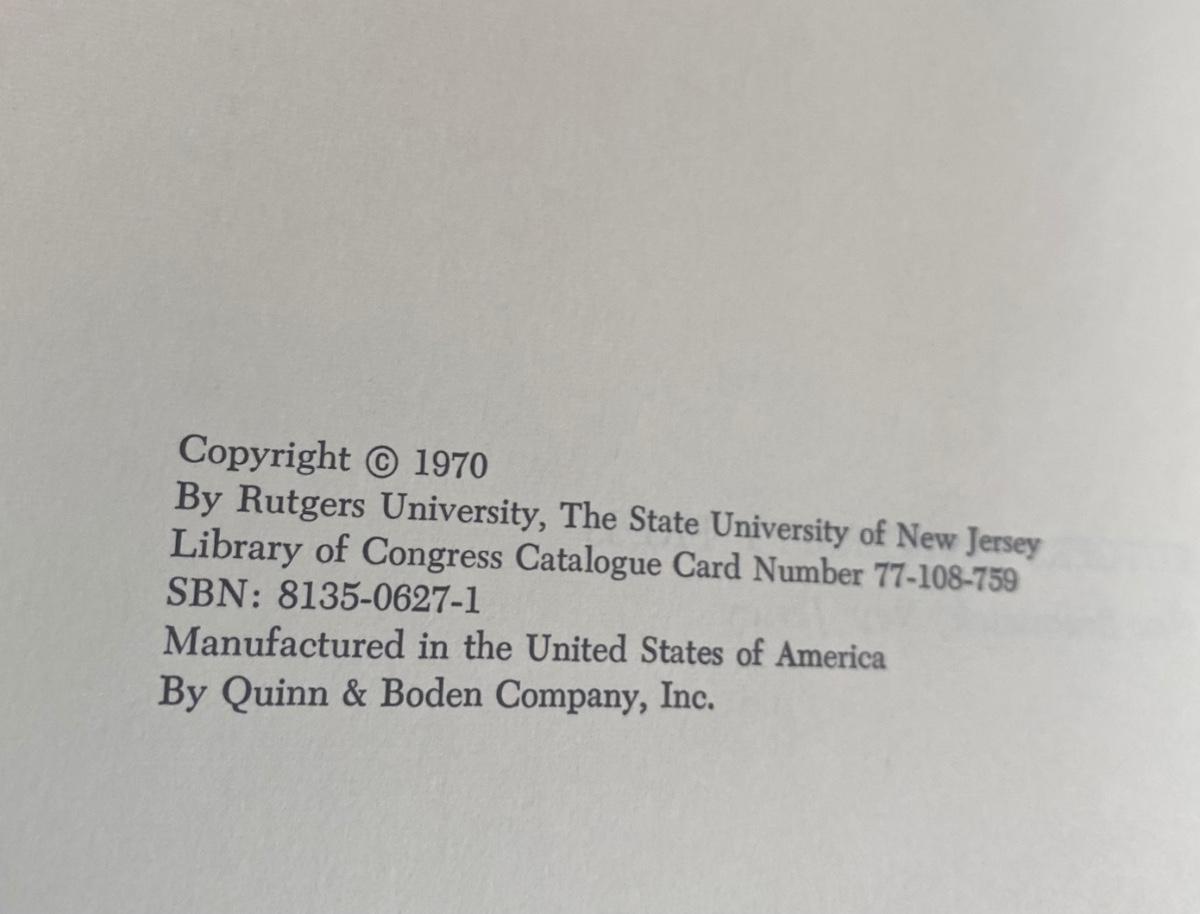 Copyright © 1970
By Rutgers University, The State University of New Jersey
Library of Congress Catalogue Card Number 77-108-759
SBN: 8135-0627-1
Manufactured in the United States of America
By Quinn & Boden Company, Inc.